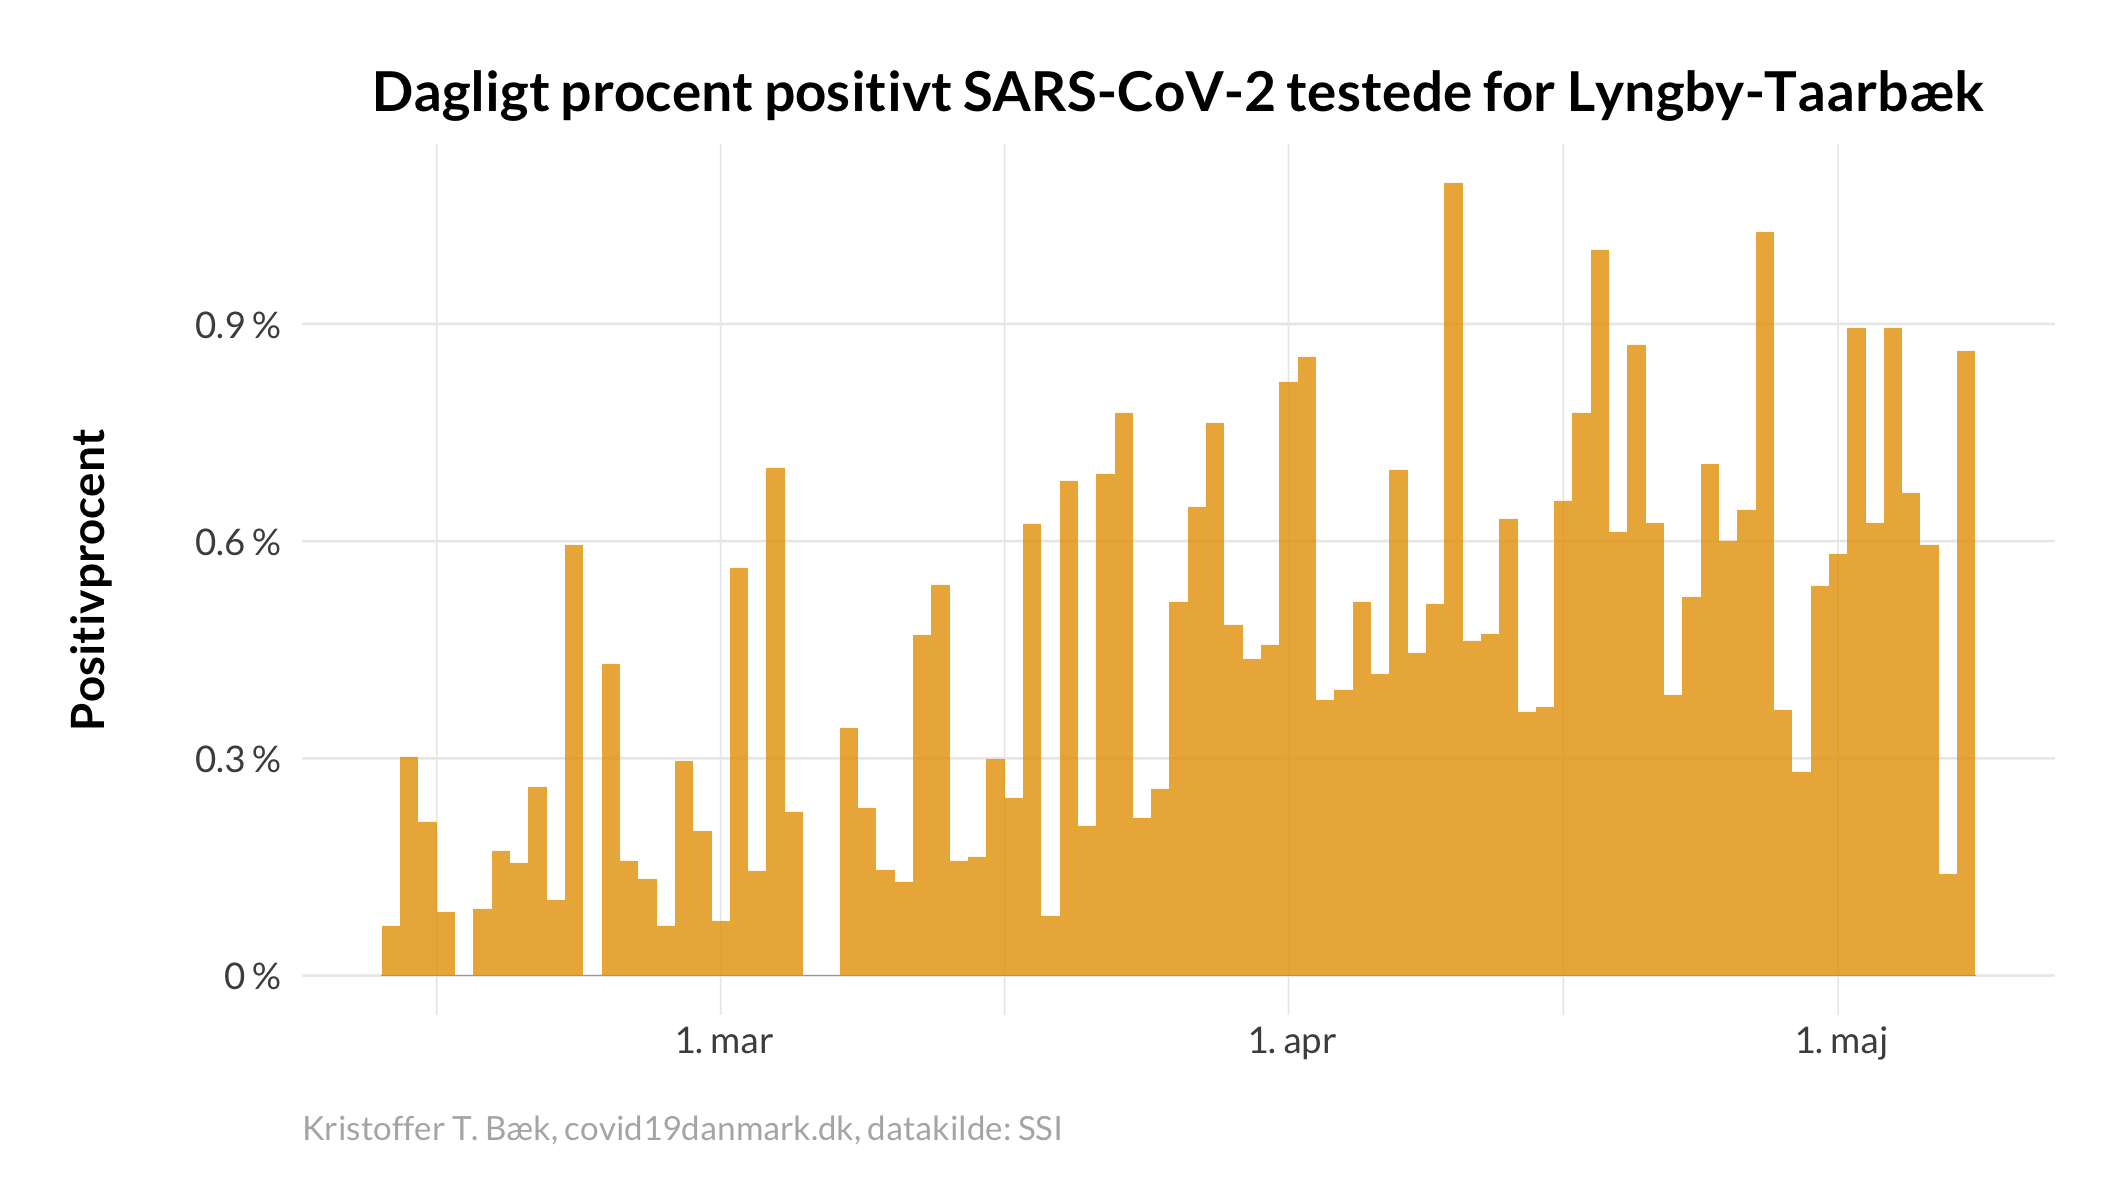 Dagligt procent positivt SARS-CoV-2 testede for Lyngby-Taarbæk
Positivprocent
0.9 %
0.6 %
0.3 %
0 %
1. mar
1. apr
1. maj
Kristoffer T. Bæk, covid19danmark.dk, datakilde: SSI